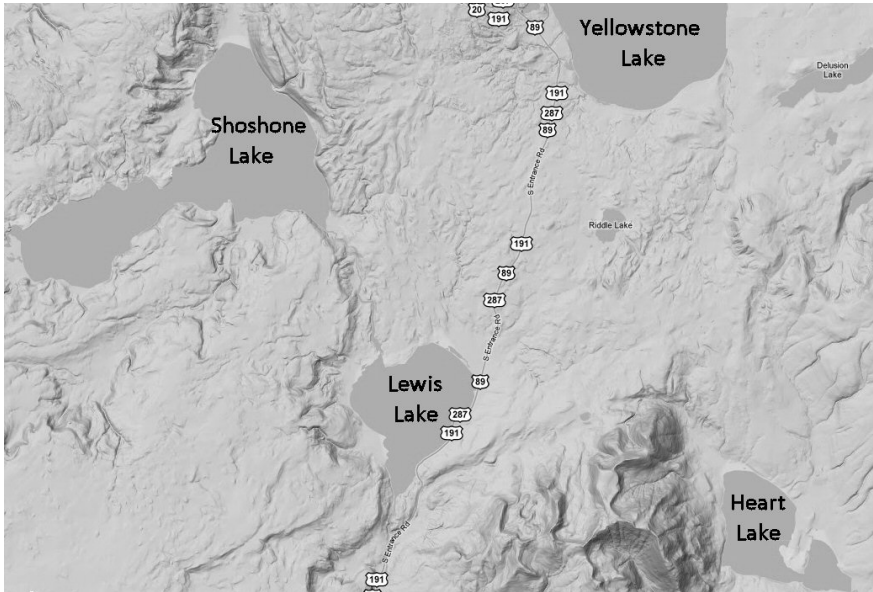 20
287
191
89
Yellowstone
Lake
Delusion
Lake
191
287
89
Shoshone
Lake
S Entrance Rd
Riddle Lake
191
89
287
S Entrance Rd
89
Lewis
Lake
287
191
Heart
Lake
S Entrance Rd
191